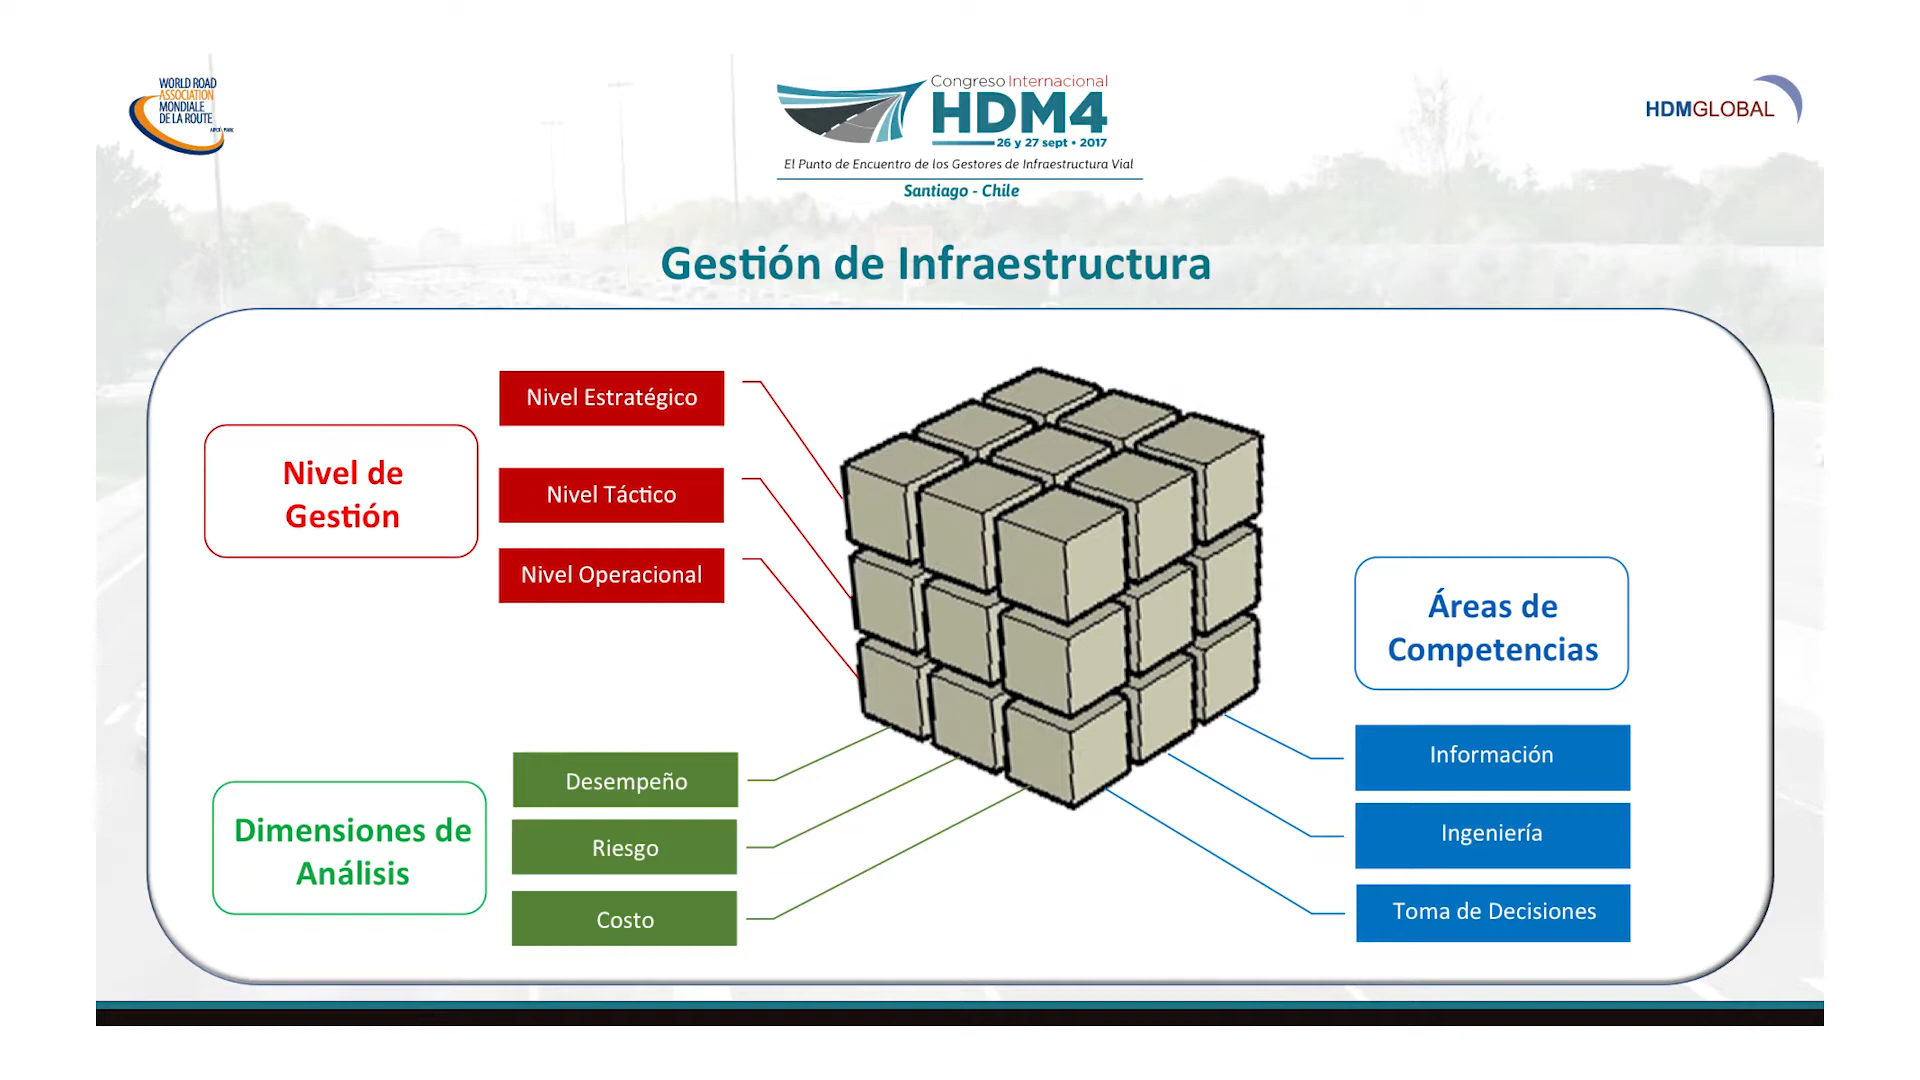 WORLD ROAD
ASSOCIATION
MONDIALE
DE LA ROUTE
Congreso Internacional
HDM4
26 y 27 sept • 2017
El Punto de Encuentro de los Gestores de Infraestructura Vial
Santiago - Chile
HDMGLOBAL
Gestión de Infraestructura
Nivel de
Gestión
Nivel Estratégico
Nivel Táctico
Nivel Operacional
Áreas de
Competencias
Información
Ingeniería
Toma de Decisiones
Dimensiones de
Análisis
Desempeño
Riesgo
Costo